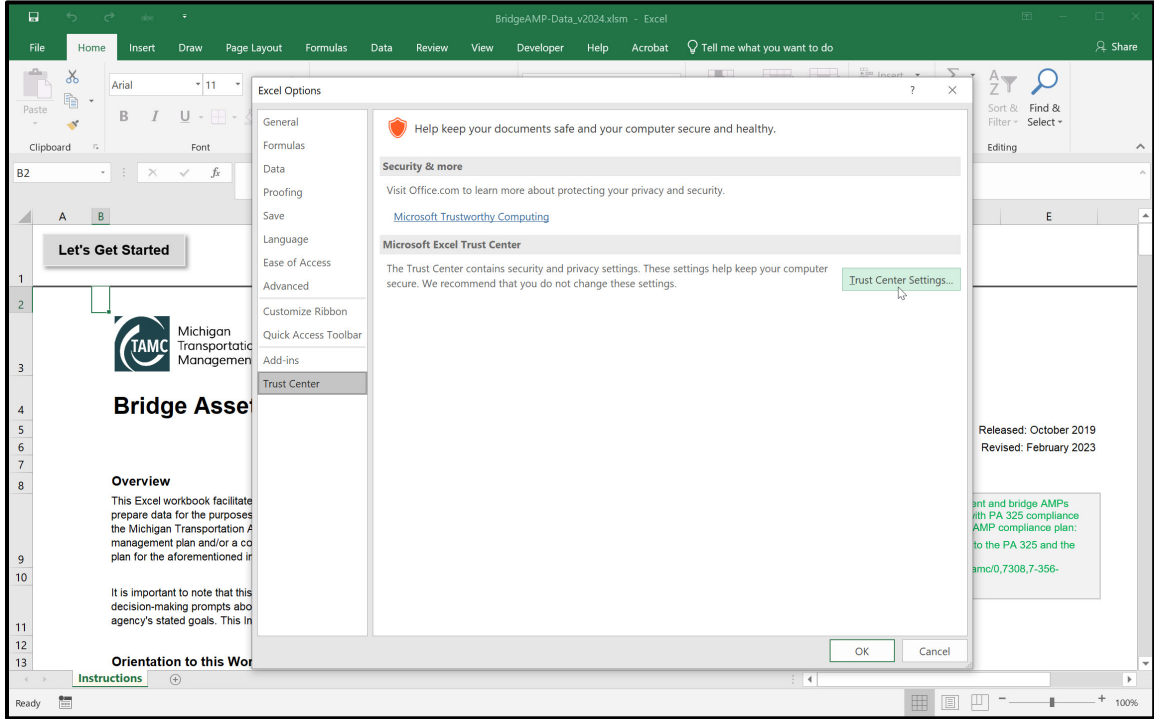 BridgeAMP-Data_v2024.xlsm - Excel
File Home Insert Draw Page Layout Formulas Data Review View Developer Help Acrobat Tell me what you want to do Share
Paste
Clipboard
Arial 11
B I U
Font
Insert
Sort & Filter
Find & Select
Editing
B2
fx
A B E
Excel Options
?
General
Formulas
Data
Proofing
Save
Language
Ease of Access
Advanced
Customize Ribbon
Quick Access Toolbar
Add-ins
Trust Center
Help keep your documents safe and your computer secure and healthy.
Security & more
Visit Office.com to learn more about protecting your privacy and security.
Microsoft Trustworthy Computing
Microsoft Excel Trust Center
The Trust Center contains security and privacy settings. These settings help keep your computer
secure. We recommend that you do not change these settings.
Trust Center Settings...
OK Cancel
1
Let's Get Started
2
3
TAMC
Michigan
Transportatio
Managemen
4
Bridge Asset
5
Released: October 2019
6
Revised: February 2023
7
8
Overview
This Excel workbook facilitate
prepare data for the purposes
the Michigan Transportation A
management plan and/or a co
9
plan for the aforementioned in
ent and bridge AMPs
with PA 325 compliance
AMP compliance plan:
to the PA 325 and the
amc/0,7308,7-356-
10
It is important to note that this
decision-making prompts abo
11
agency's stated goals. This In
12
13
Orientation to this Wor
Instructions
Ready
100%